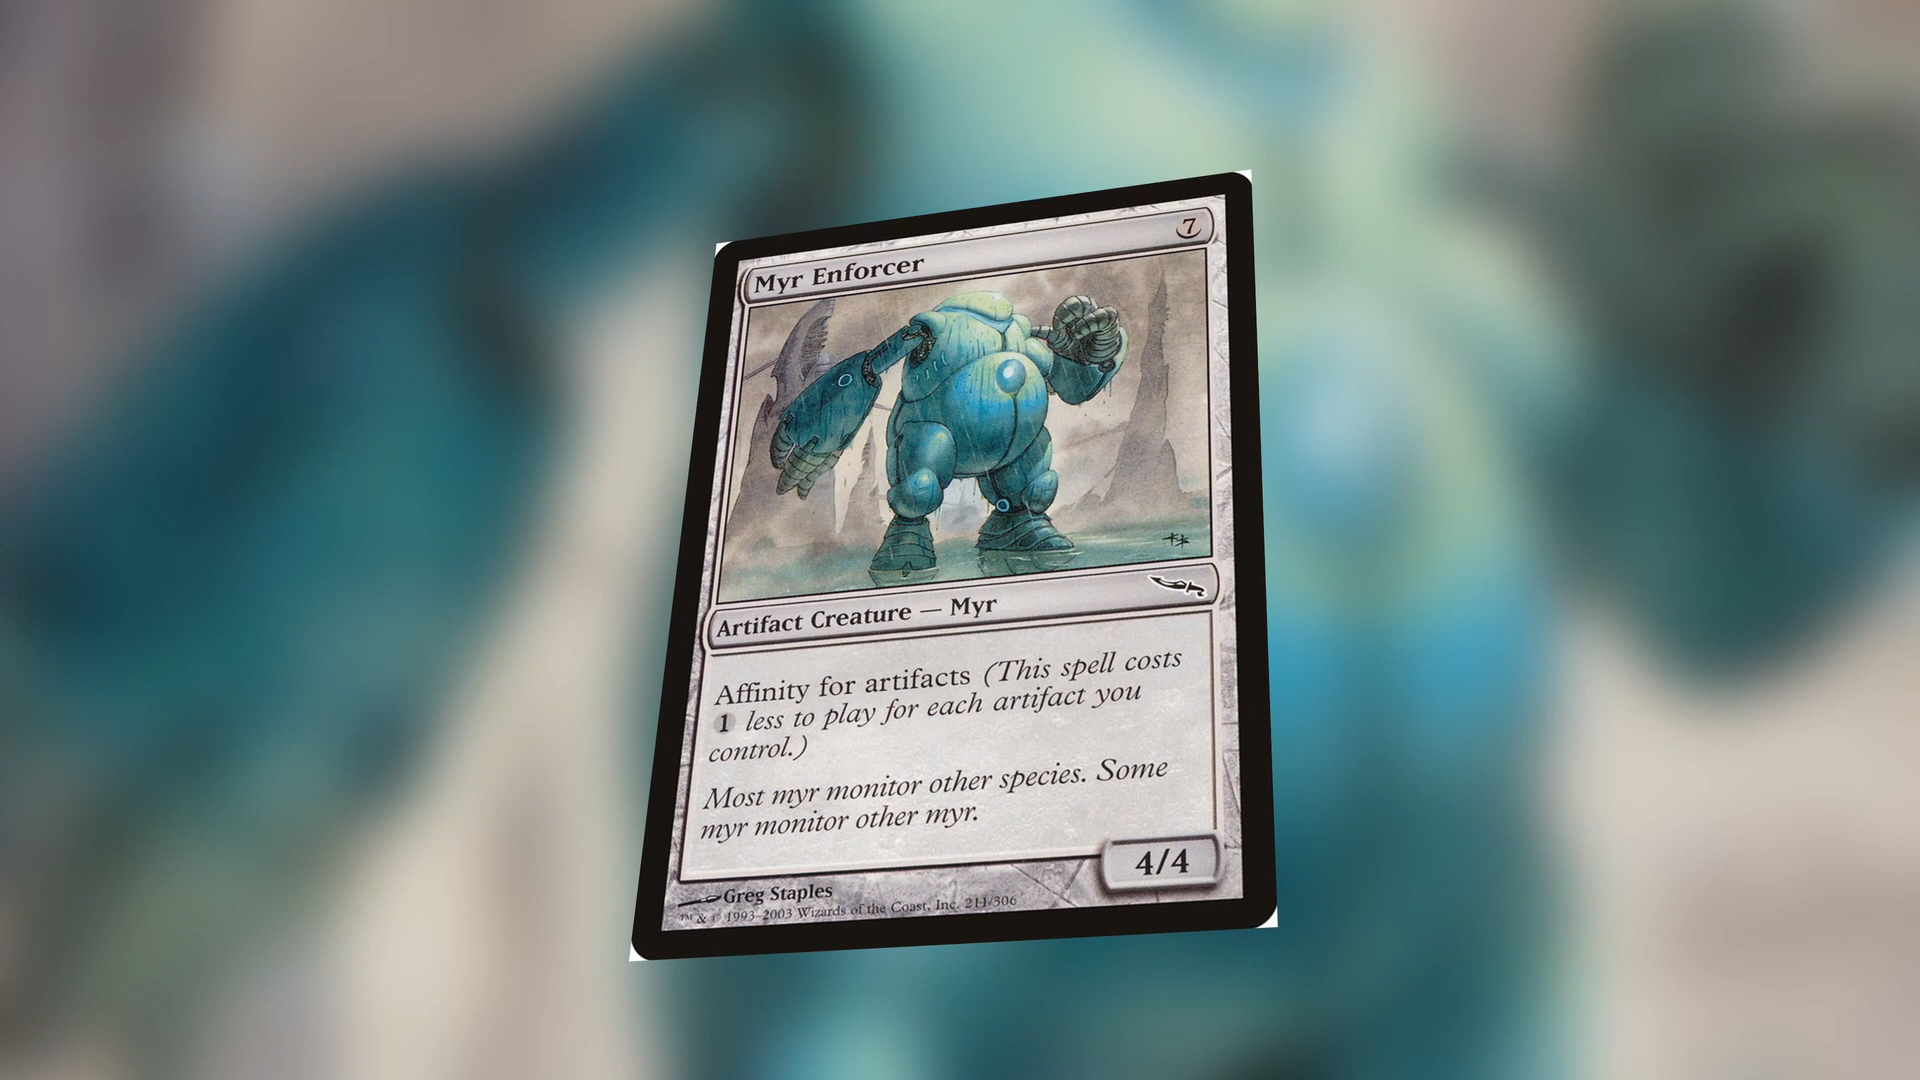 Myr Enforcer 7
Artifact Creature — Myr
Affinity for artifacts (This spell costs
1 less to play for each artifact you
control.)
Most myr monitor other species. Some
myr monitor other myr.
4/4
Greg Staples
™ & © 1993–2003 Wizards of the Coast, Inc. 211/306